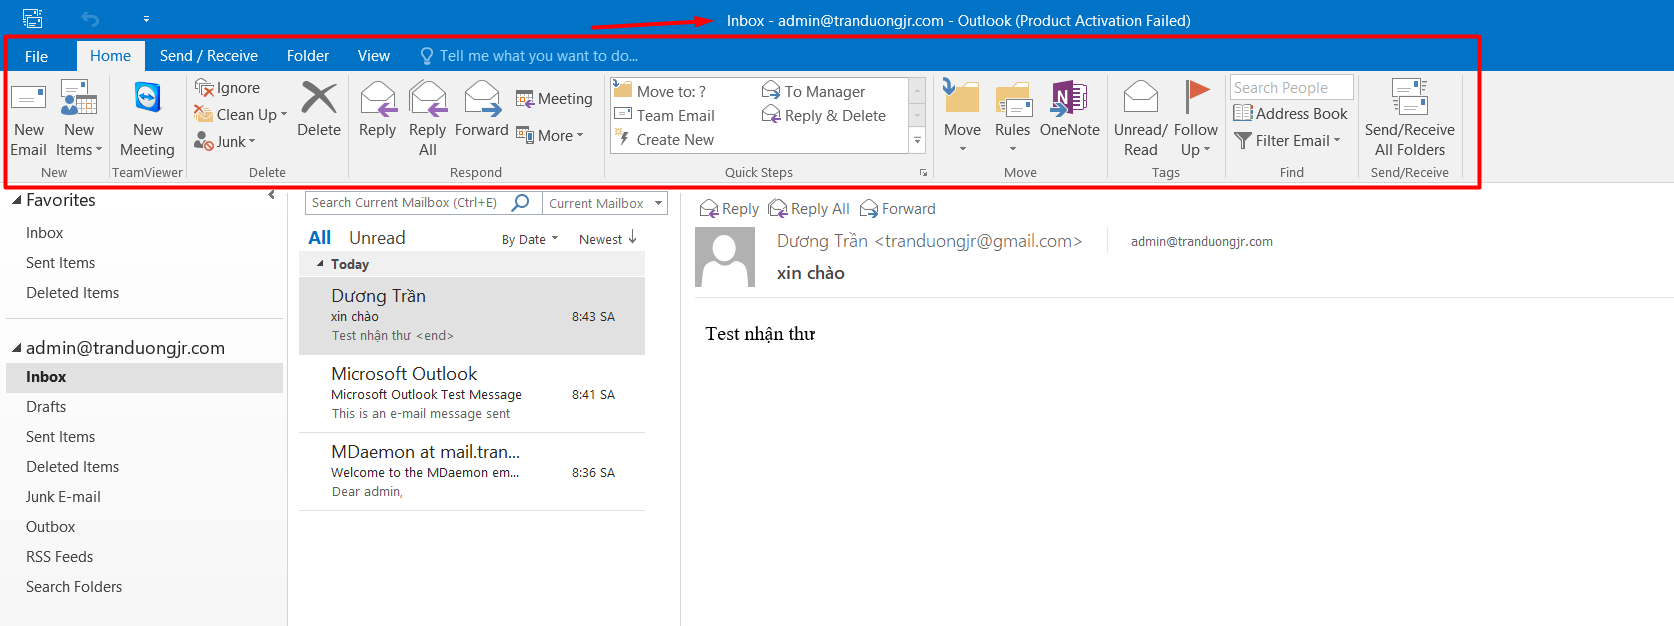 Inbox - admin@tranduongjr.com - Outlook (Product Activation Failed)
File Home Send / Receive Folder View Tell me what you want to do...
New Email
New Items
New
New Meeting
TeamViewer
Ignore
Clean Up
Junk
Delete
Delete
Reply
Reply All
Forward
Meeting
More
Respond
Move to: ?
Team Email
Create New
To Manager
Reply & Delete
Quick Steps
Move
Rules
OneNote
Move
Unread/ Read
Follow Up
Tags
Search People
Address Book
Filter Email
Find
Send/Receive All Folders
Send/Receive
Favorites
Inbox
Sent Items
Deleted Items
admin@tranduongjr.com
Inbox
Drafts
Sent Items
Deleted Items
Junk E-mail
Outbox
RSS Feeds
Search Folders
Search Current Mailbox (Ctrl+E) Current Mailbox
All Unread By Date Newest
Today
Dương Trần
xin chào 8:43 SA
Test nhận thư <end>
Microsoft Outlook
Microsoft Outlook Test Message 8:41 SA
This is an e-mail message sent
MDaemon at mail.tran...
Welcome to the MDaemon em... 8:36 SA
Dear admin,
Reply Reply All Forward
Dương Trần <tranduongjr@gmail.com> admin@tranduongjr.com
xin chào
Test nhận thư